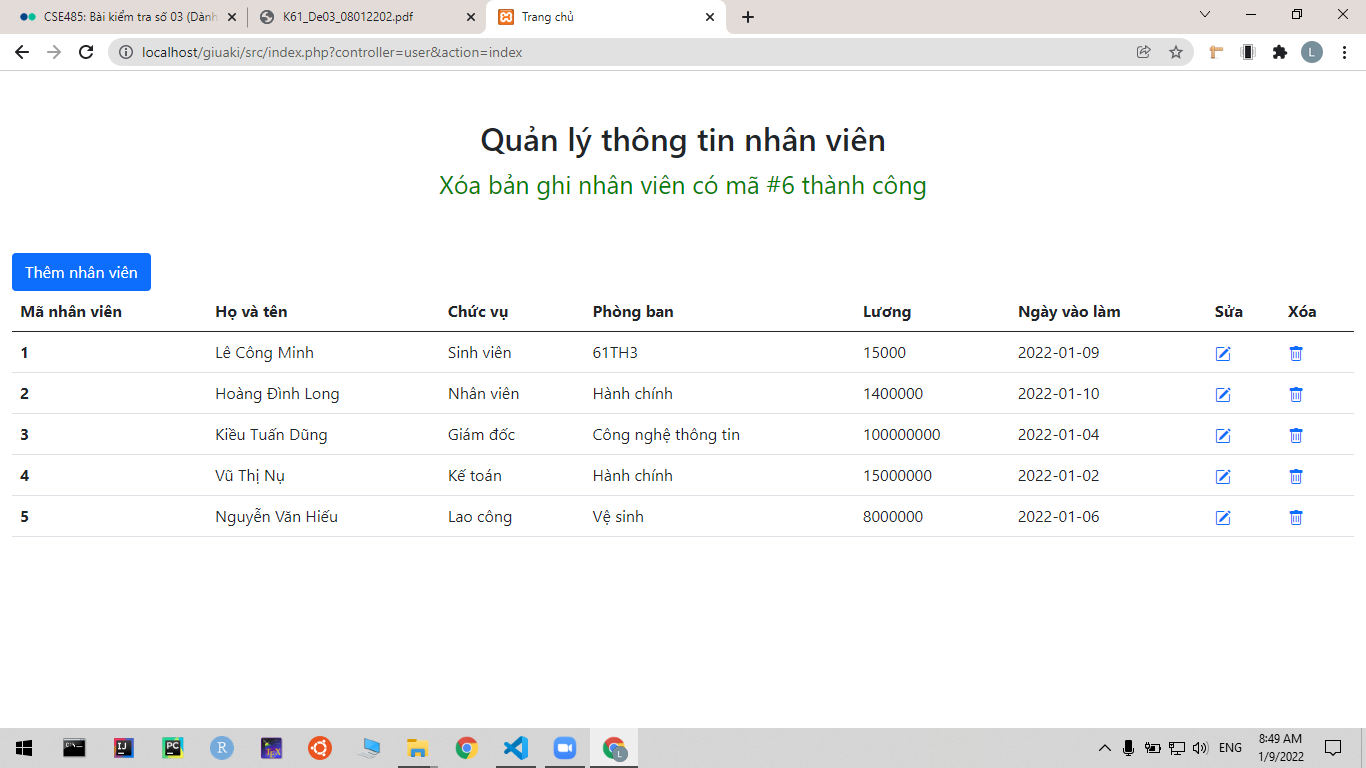 CSE485: Bài kiểm tra số 03 (Dành
K61_De03_08012202.pdf
Trang chủ
localhost/giuaki/src/index.php?controller=user&action=index
L
Quản lý thông tin nhân viên
Xóa bản ghi nhân viên có mã #6 thành công
Thêm nhân viên
Mã nhân viên Họ và tên Chức vụ Phòng ban Lương Ngày vào làm Sửa Xóa
1 Lê Công Minh Sinh viên 61TH3 15000 2022-01-09
2 Hoàng Đình Long Nhân viên Hành chính 1400000 2022-01-10
3 Kiều Tuấn Dũng Giám đốc Công nghệ thông tin 100000000 2022-01-04
4 Vũ Thị Nụ Kế toán Hành chính 15000000 2022-01-02
5 Nguyễn Văn Hiếu Lao công Vệ sinh 8000000 2022-01-06
ENG
8:49 AM
1/9/2022